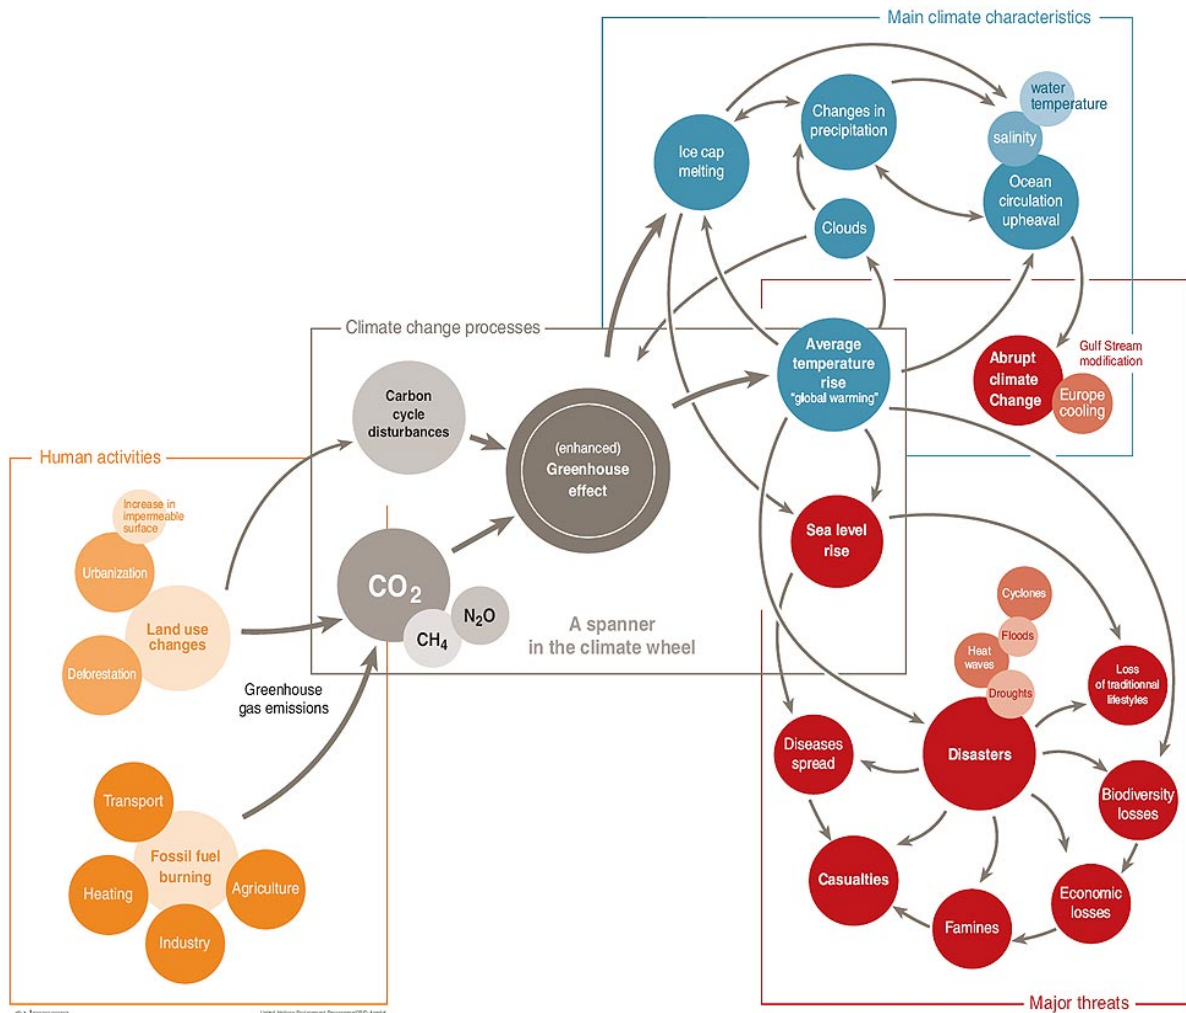 Main climate characteristics
water
temperature
salinity
Changes in
precipitation
Ice cap
melting
Ocean
circulation
upheaval
Clouds
Climate change processes
Average
temperature
rise
"global warming"
Gulf Stream
modification
Abrupt
climate
Change
Europe
cooling
Carbon
cycle
disturbances
(enhanced)
Greenhouse
effect
Human activities
Increase in
impermeable
surface
Urbanization
Land use
changes
Deforestation
CO₂
CH₄
N₂O
A spanner
in the climate wheel
Sea level
rise
Greenhouse
gas emissions
Cyclones
Floods
Heat
waves
Droughts
Loss
of traditionnal
lifestyles
Diseases
spread
Disasters
Biodiversity
losses
Transport
Fossil fuel
burning
Heating
Agriculture
Industry
Casualties
Economic
losses
Famines
Major threats